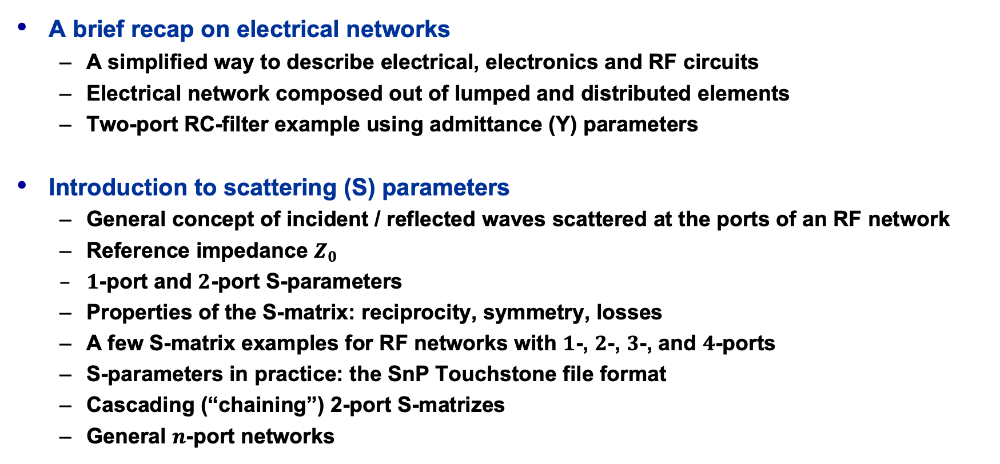 • A brief recap on electrical networks
– A simplified way to describe electrical, electronics and RF circuits
– Electrical network composed out of lumped and distributed elements
– Two-port RC-filter example using admittance (Y) parameters
• Introduction to scattering (S) parameters
– General concept of incident / reflected waves scattered at the ports of an RF network
– Reference impedance Z₀
– 1-port and 2-port S-parameters
– Properties of the S-matrix: reciprocity, symmetry, losses
– A few S-matrix examples for RF networks with 1-, 2-, 3-, and 4-ports
– S-parameters in practice: the SnP Touchstone file format
– Cascading (“chaining”) 2-port S-matrizes
– General n-port networks